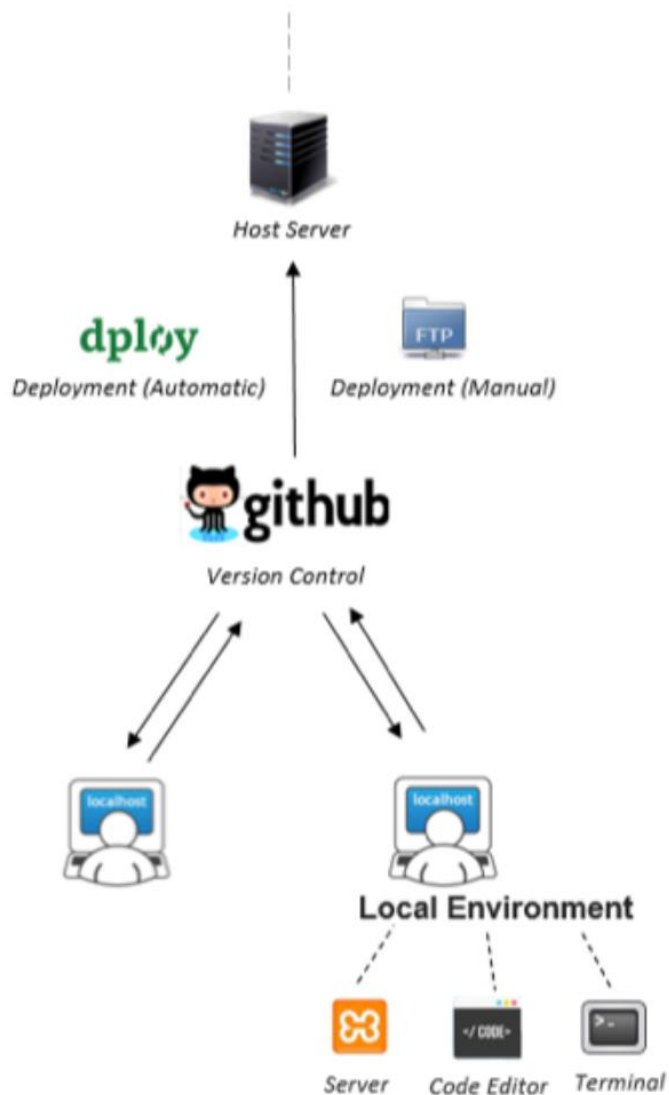 Host Server
dploy
FTP
Deployment (Automatic)
Deployment (Manual)
github
Version Control
localhost
localhost
Local Environment
</ CODE>
>_
Server
Code Editor
Terminal